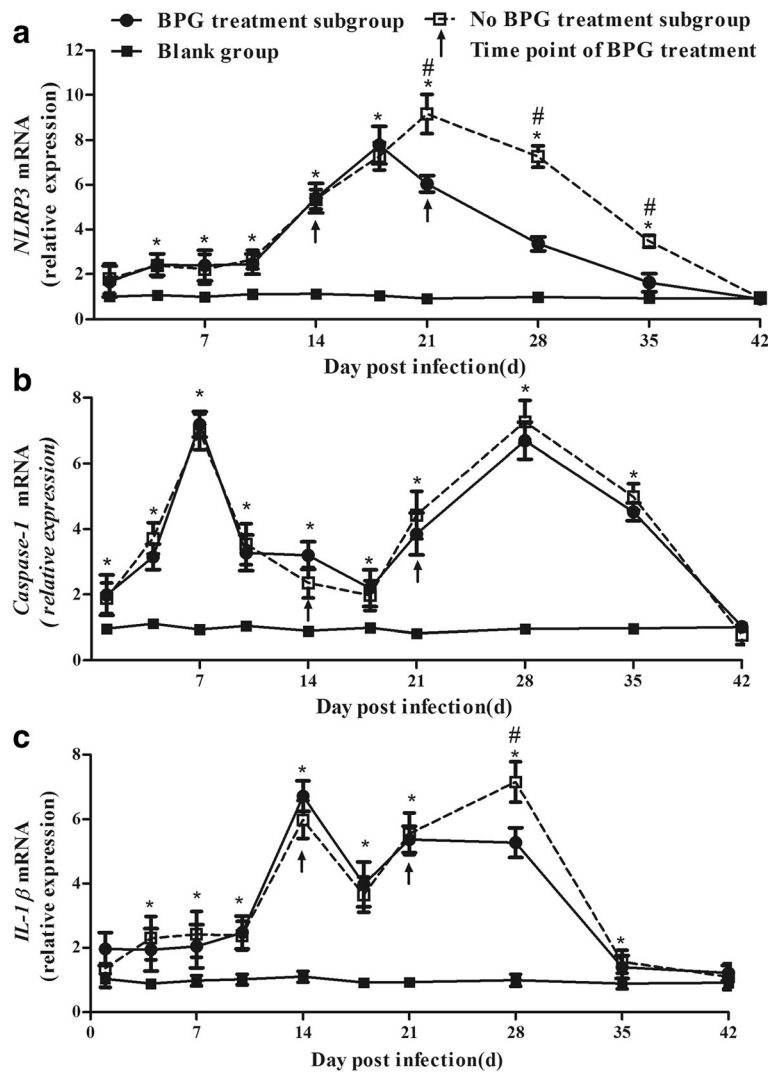 a
BPG treatment subgroup
No BPG treatment subgroup
Blank group
Time point of BPG treatment
NLRP3 mRNA
(relative expression)
12
10
8
6
4
2
0
* * * * * # * # * # *
7 14 21 28 35 42
Day post infection(d)
b
Caspase-1 mRNA
( relative expression)
8
6
4
2
0
* * * * * * * * *
7 14 21 28 35 42
Day post infection(d)
c
IL-1β mRNA
(relative expression)
8
6
4
2
0
* * * * * * # * *
0 7 14 21 28 35 42
Day post infection(d)